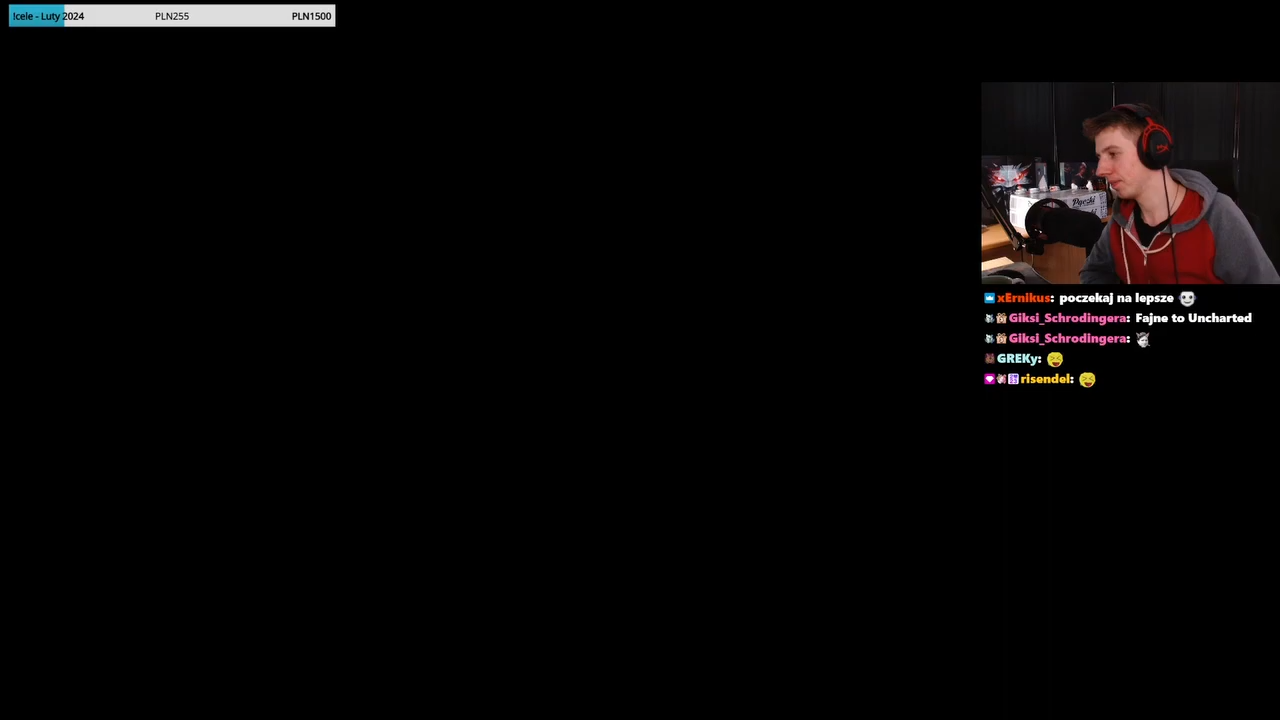 !cele - Luty 2024 PLN255 PLN1500
xErnikus: poczekaj na lepsze
Giksi_Schrodingera: Fajne to Uncharted
Giksi_Schrodingera:
GREKy:
risendel: